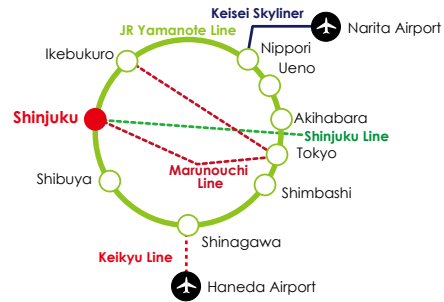 Keisei Skyliner
JR Yamanote Line
Narita Airport
Ikebukuro
Nippori
Ueno
Shinjuku
Akihabara
Shinjuku Line
Tokyo
Marunouchi
Line
Shibuya
Shimbashi
Shinagawa
Keikyu Line
Haneda Airport